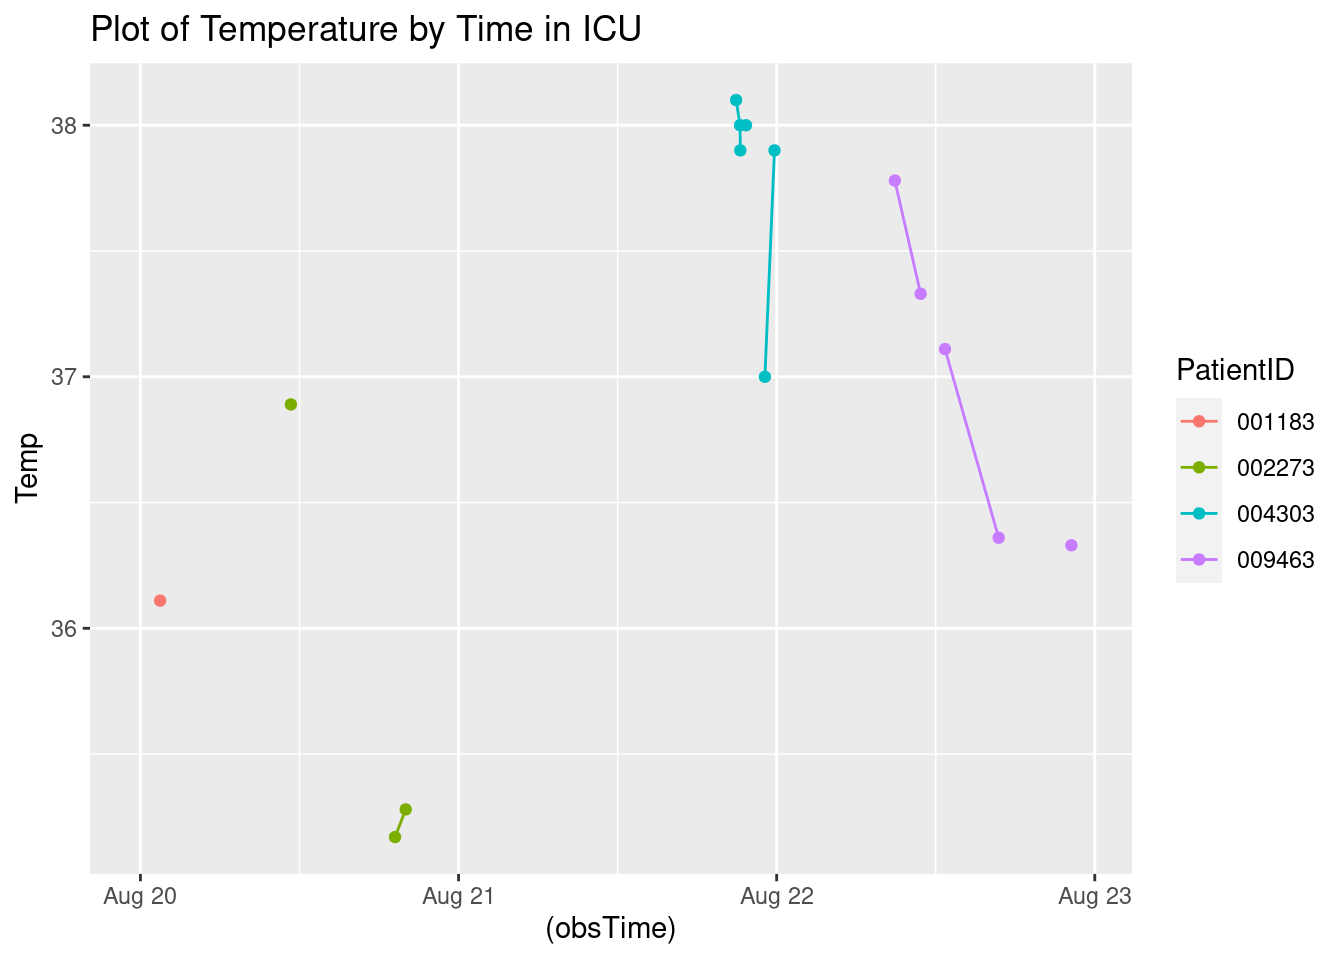 Plot of Temperature by Time in ICU
38
37
36
Temp
Aug 20
Aug 21
Aug 22
Aug 23
(obsTime)
PatientID
001183
002273
004303
009463